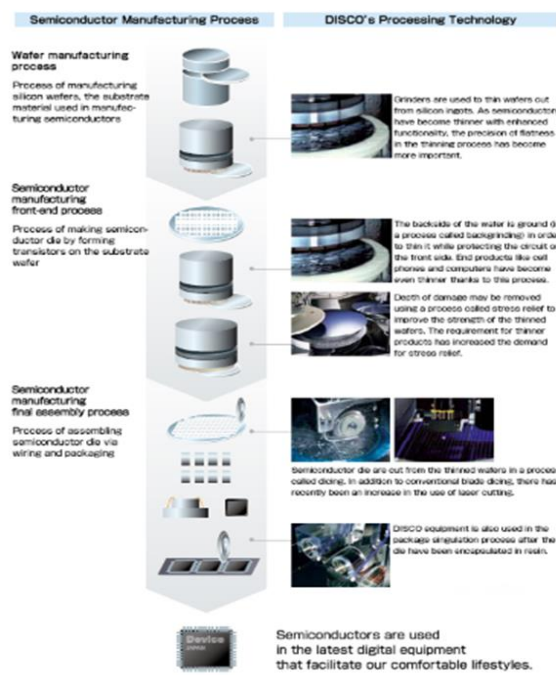 Semiconductor Manufacturing Process
DISCO's Processing Technology
Wafer manufacturing
process
Process of manufacturing
silicon wafers, the substrate
material used in manufac-
turing semiconductors
Grinders are used to thin wafers cut
from silicon ingots. As semiconductors
have become thinner with enhanced
functionality, the precision of flatness
in the thinning process has become
more important.
Semiconductor
manufacturing
front-end process
Process of making semicon-
ductor die by forming
transistors on the substrate
wafer
The backside of the wafer is ground (i
a process called backgrinding) in orde
to thin it while protecting the circuit o
the front side. End products like cell
phones and computers have become
even thinner thanks to this process.
Depth of damage may be removed
using a process called stress relief to
improve the strength of the thinned
wafers. The requirement for thinner
products has increased the demand
for stress relief.
Semiconductor
manufacturing
final assembly process
Process of assembling
semiconductor die via
wiring and packaging
Semiconductor die are cut from the thinned wafers in a proces
called dicing. In addition to conventional blade dicing, there has
recently been an increase in the use of laser cutting.
DISCO equipment is also used in the
package singulation process after the
die have been encapsulated in resin.
Device
Semiconductors are used
in the latest digital equipment
that facilitate our comfortable lifestyles.